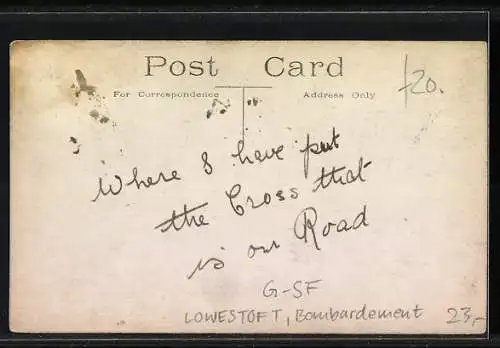 Post Card
For Correspondence Address Only
£20.
Where I have put
the Cross that
is our Road
G-SF
LOWESTOFT, Bombardement 23,-